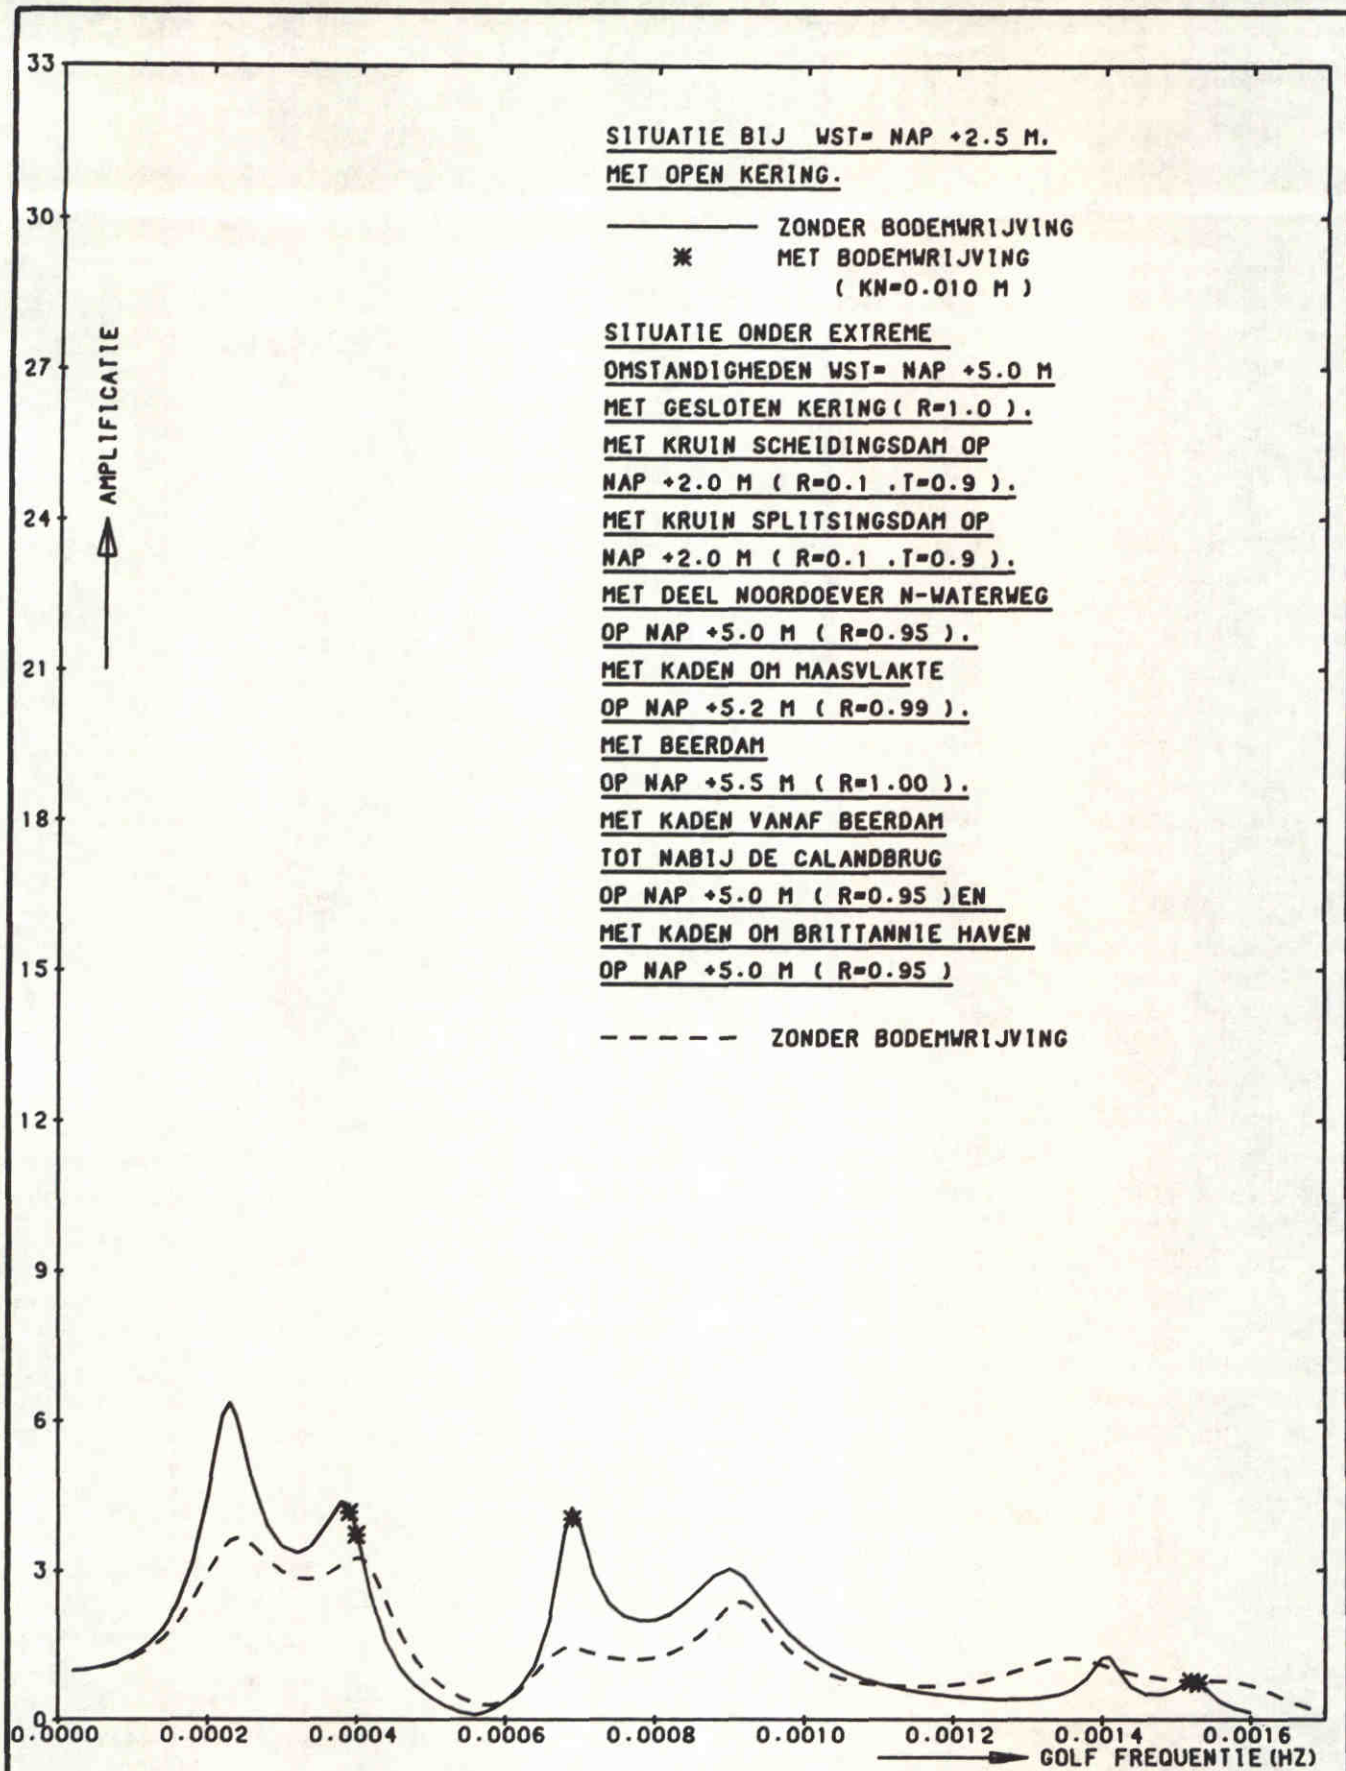 33
SITUATIE BIJ WST= NAP +2.5 M.
MET OPEN KERING.
30
ZONDER BODEMWRIJVING
MET BODEMWRIJVING
( KN=0.010 M )
SITUATIE ONDER EXTREME
27
OMSTANDIGHEDEN WST= NAP +5.0 M
MET GESLOTEN KERING( R=1.0 ).
AMPLIFICATIE
MET KRUIN SCHEIDINGSDAM OP
NAP +2.0 M ( R=0.1 .T=0.9 ).
24
MET KRUIN SPLITSINGSDAM OP
NAP +2.0 M ( R=0.1 .T=0.9 ).
MET DEEL NOORDOEVER N-WATERWEG
OP NAP +5.0 M ( R=0.95 ).
21
MET KADEN OM MAASVLAKTE
OP NAP +5.2 M ( R=0.99 ).
MET BEERDAM
OP NAP +5.5 M ( R=1.00 ).
18
MET KADEN VANAF BEERDAM
TOT NABIJ DE CALANDBRUG
OP NAP +5.0 M ( R=0.95 )EN
MET KADEN OM BRITTANNIE HAVEN
15
OP NAP +5.0 M ( R=0.95 )
ZONDER BODEMWRIJVING
12
9
6
3
0
0.0000 0.0002 0.0004 0.0006 0.0008 0.0010 0.0012 0.0014 0.0016
GOLF FREQUENTIE(HZ)